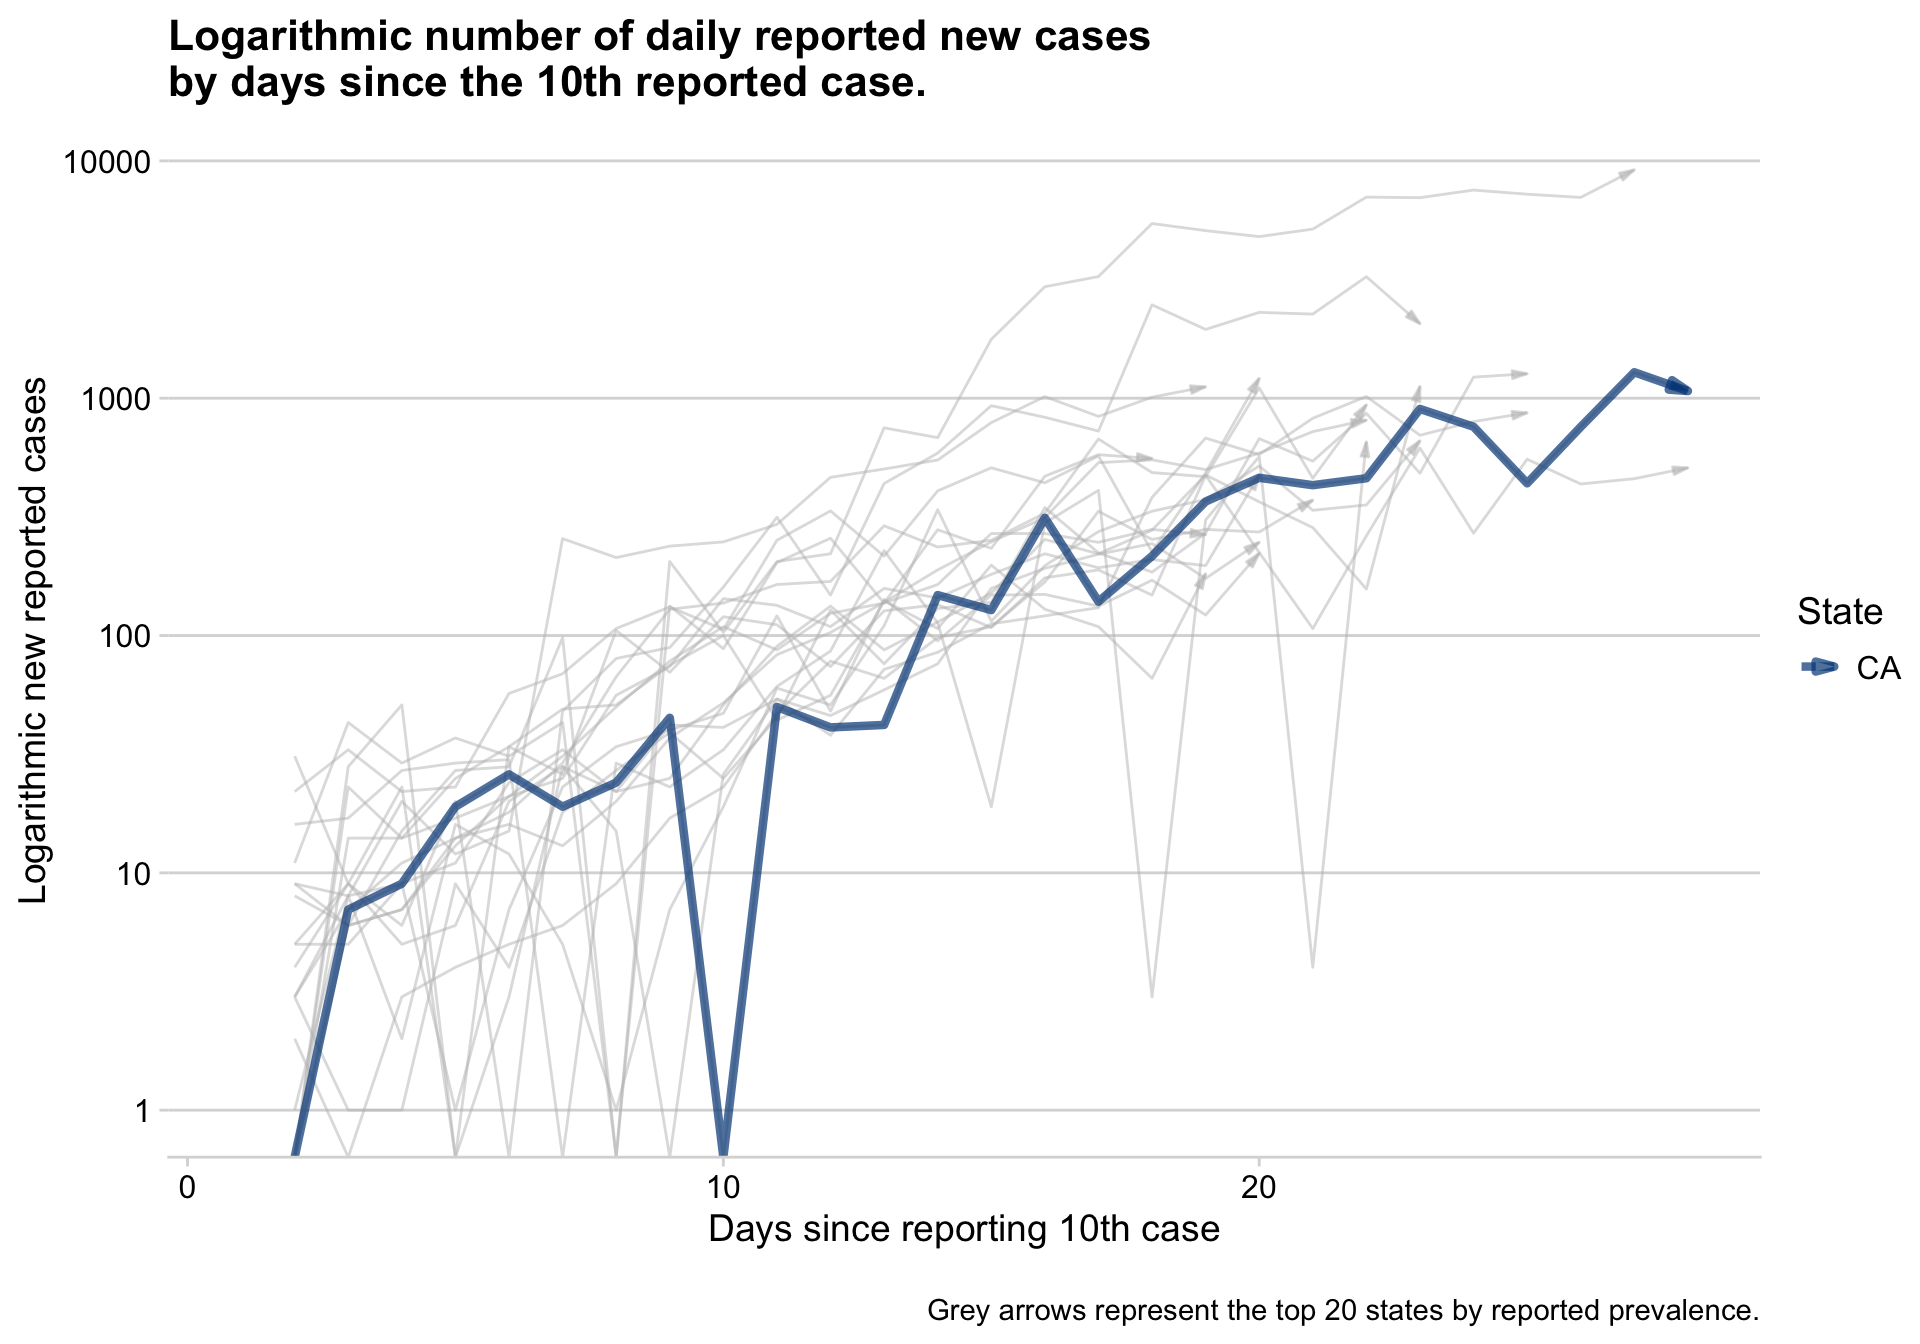 Logarithmic number of daily reported new cases
by days since the 10th reported case.
10000
1000
100
10
1
Logarithmic new reported cases
0
10
20
Days since reporting 10th case
State
CA
Grey arrows represent the top 20 states by reported prevalence.